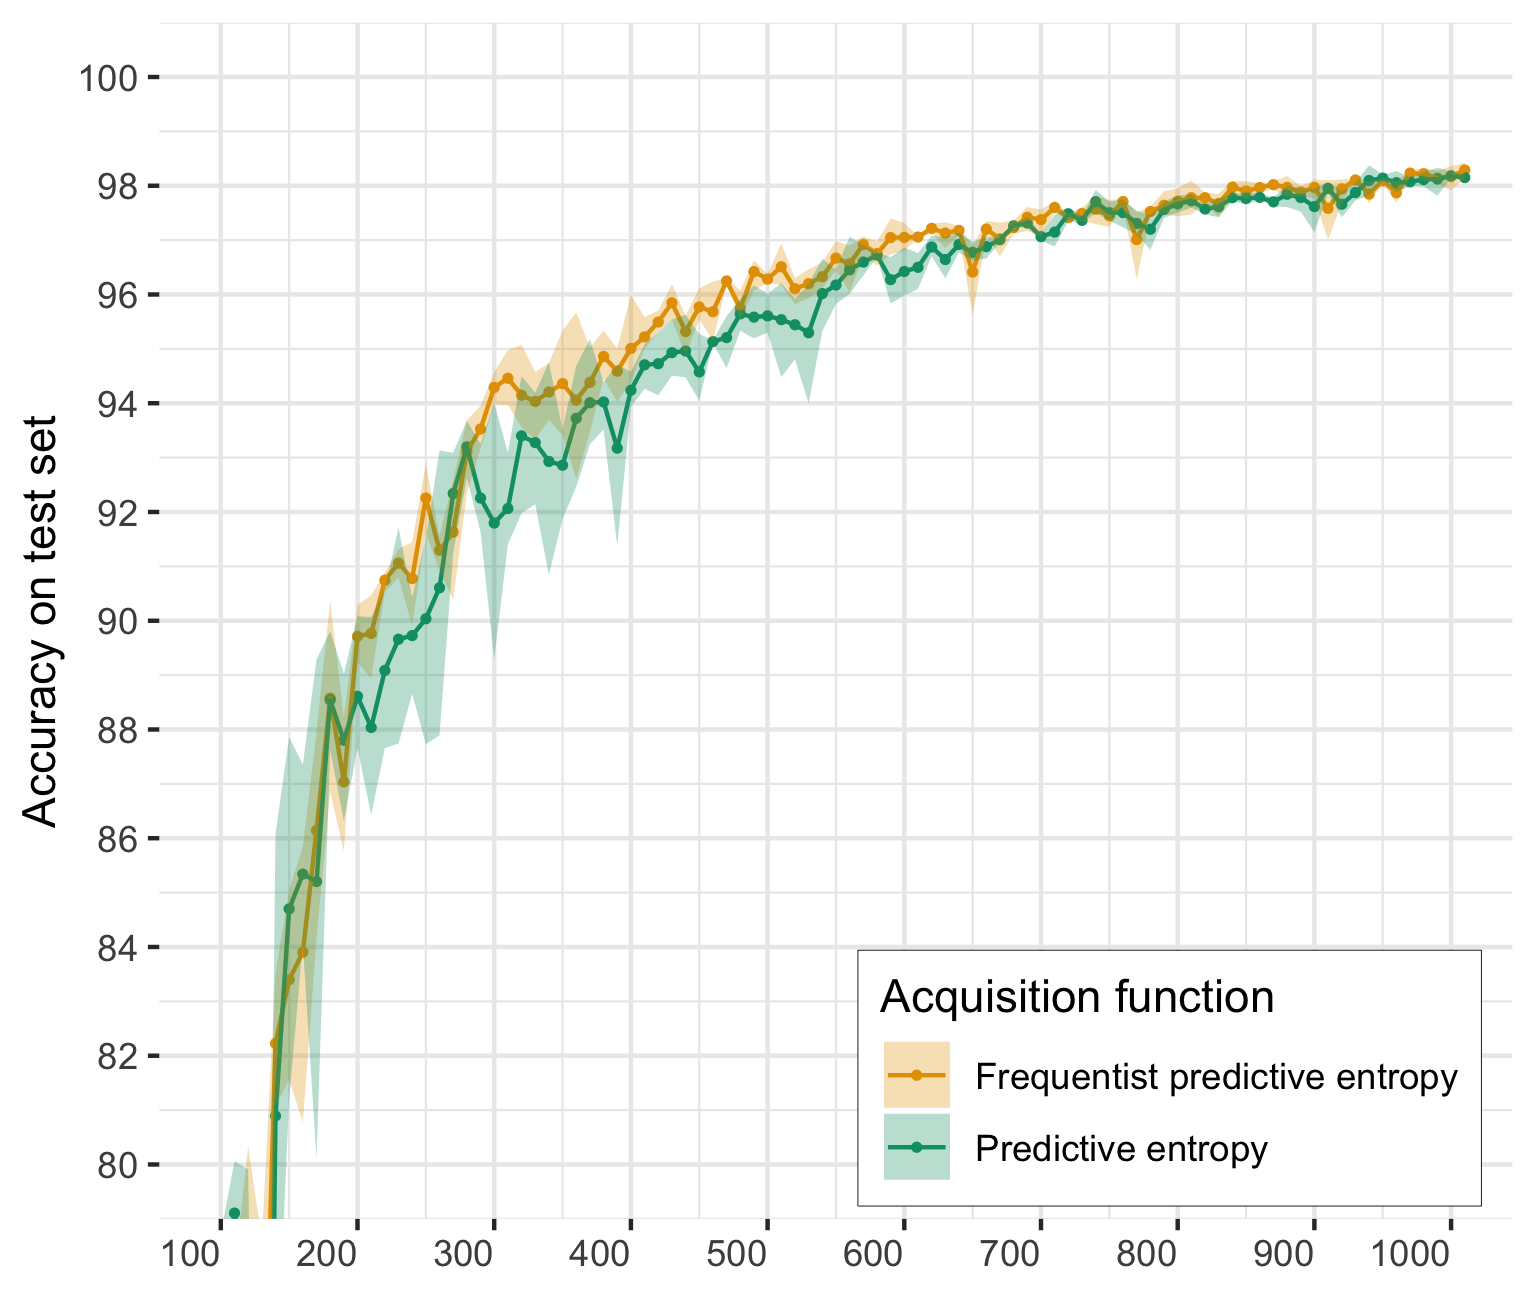 100
98
96
94
92
90
88
86
84
82
80
Accuracy on test set
Acquisition function
Frequentist predictive entropy
Predictive entropy
100 200 300 400 500 600 700 800 900 1000